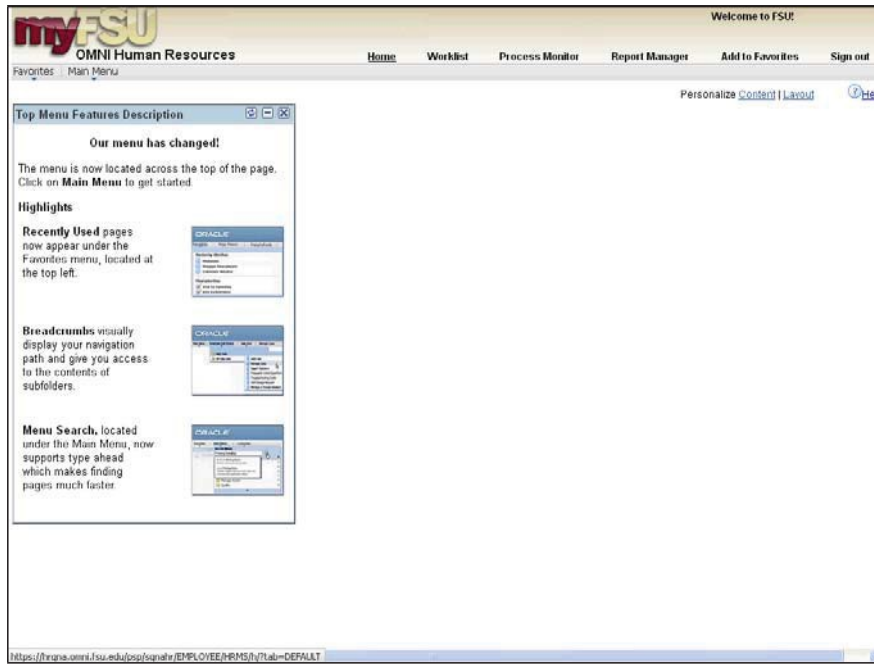 myFSU
Welcome to FSU!
OMNI Human Resources
Home Worklist Process Monitor Report Manager Add to Favorites Sign out
Favorites Main Menu
Personalize Content | Layout ? He
Top Menu Features Description
Our menu has changed!
The menu is now located across the top of the page.
Click on Main Menu to get started.
Highlights
Recently Used pages
now appear under the
Favorites menu, located at
the top left.
ORACLE
Breadcrumbs visually
display your navigation
path and give you access
to the contents of
subfolders.
ORACLE
Menu Search, located
under the Main Menu, now
supports type ahead
which makes finding
pages much faster.
ORACLE
https://hrqna.omni.fsu.edu/psp/sqnahr/EMPLOYEE/HRMS/h/?tab=DEFAULT